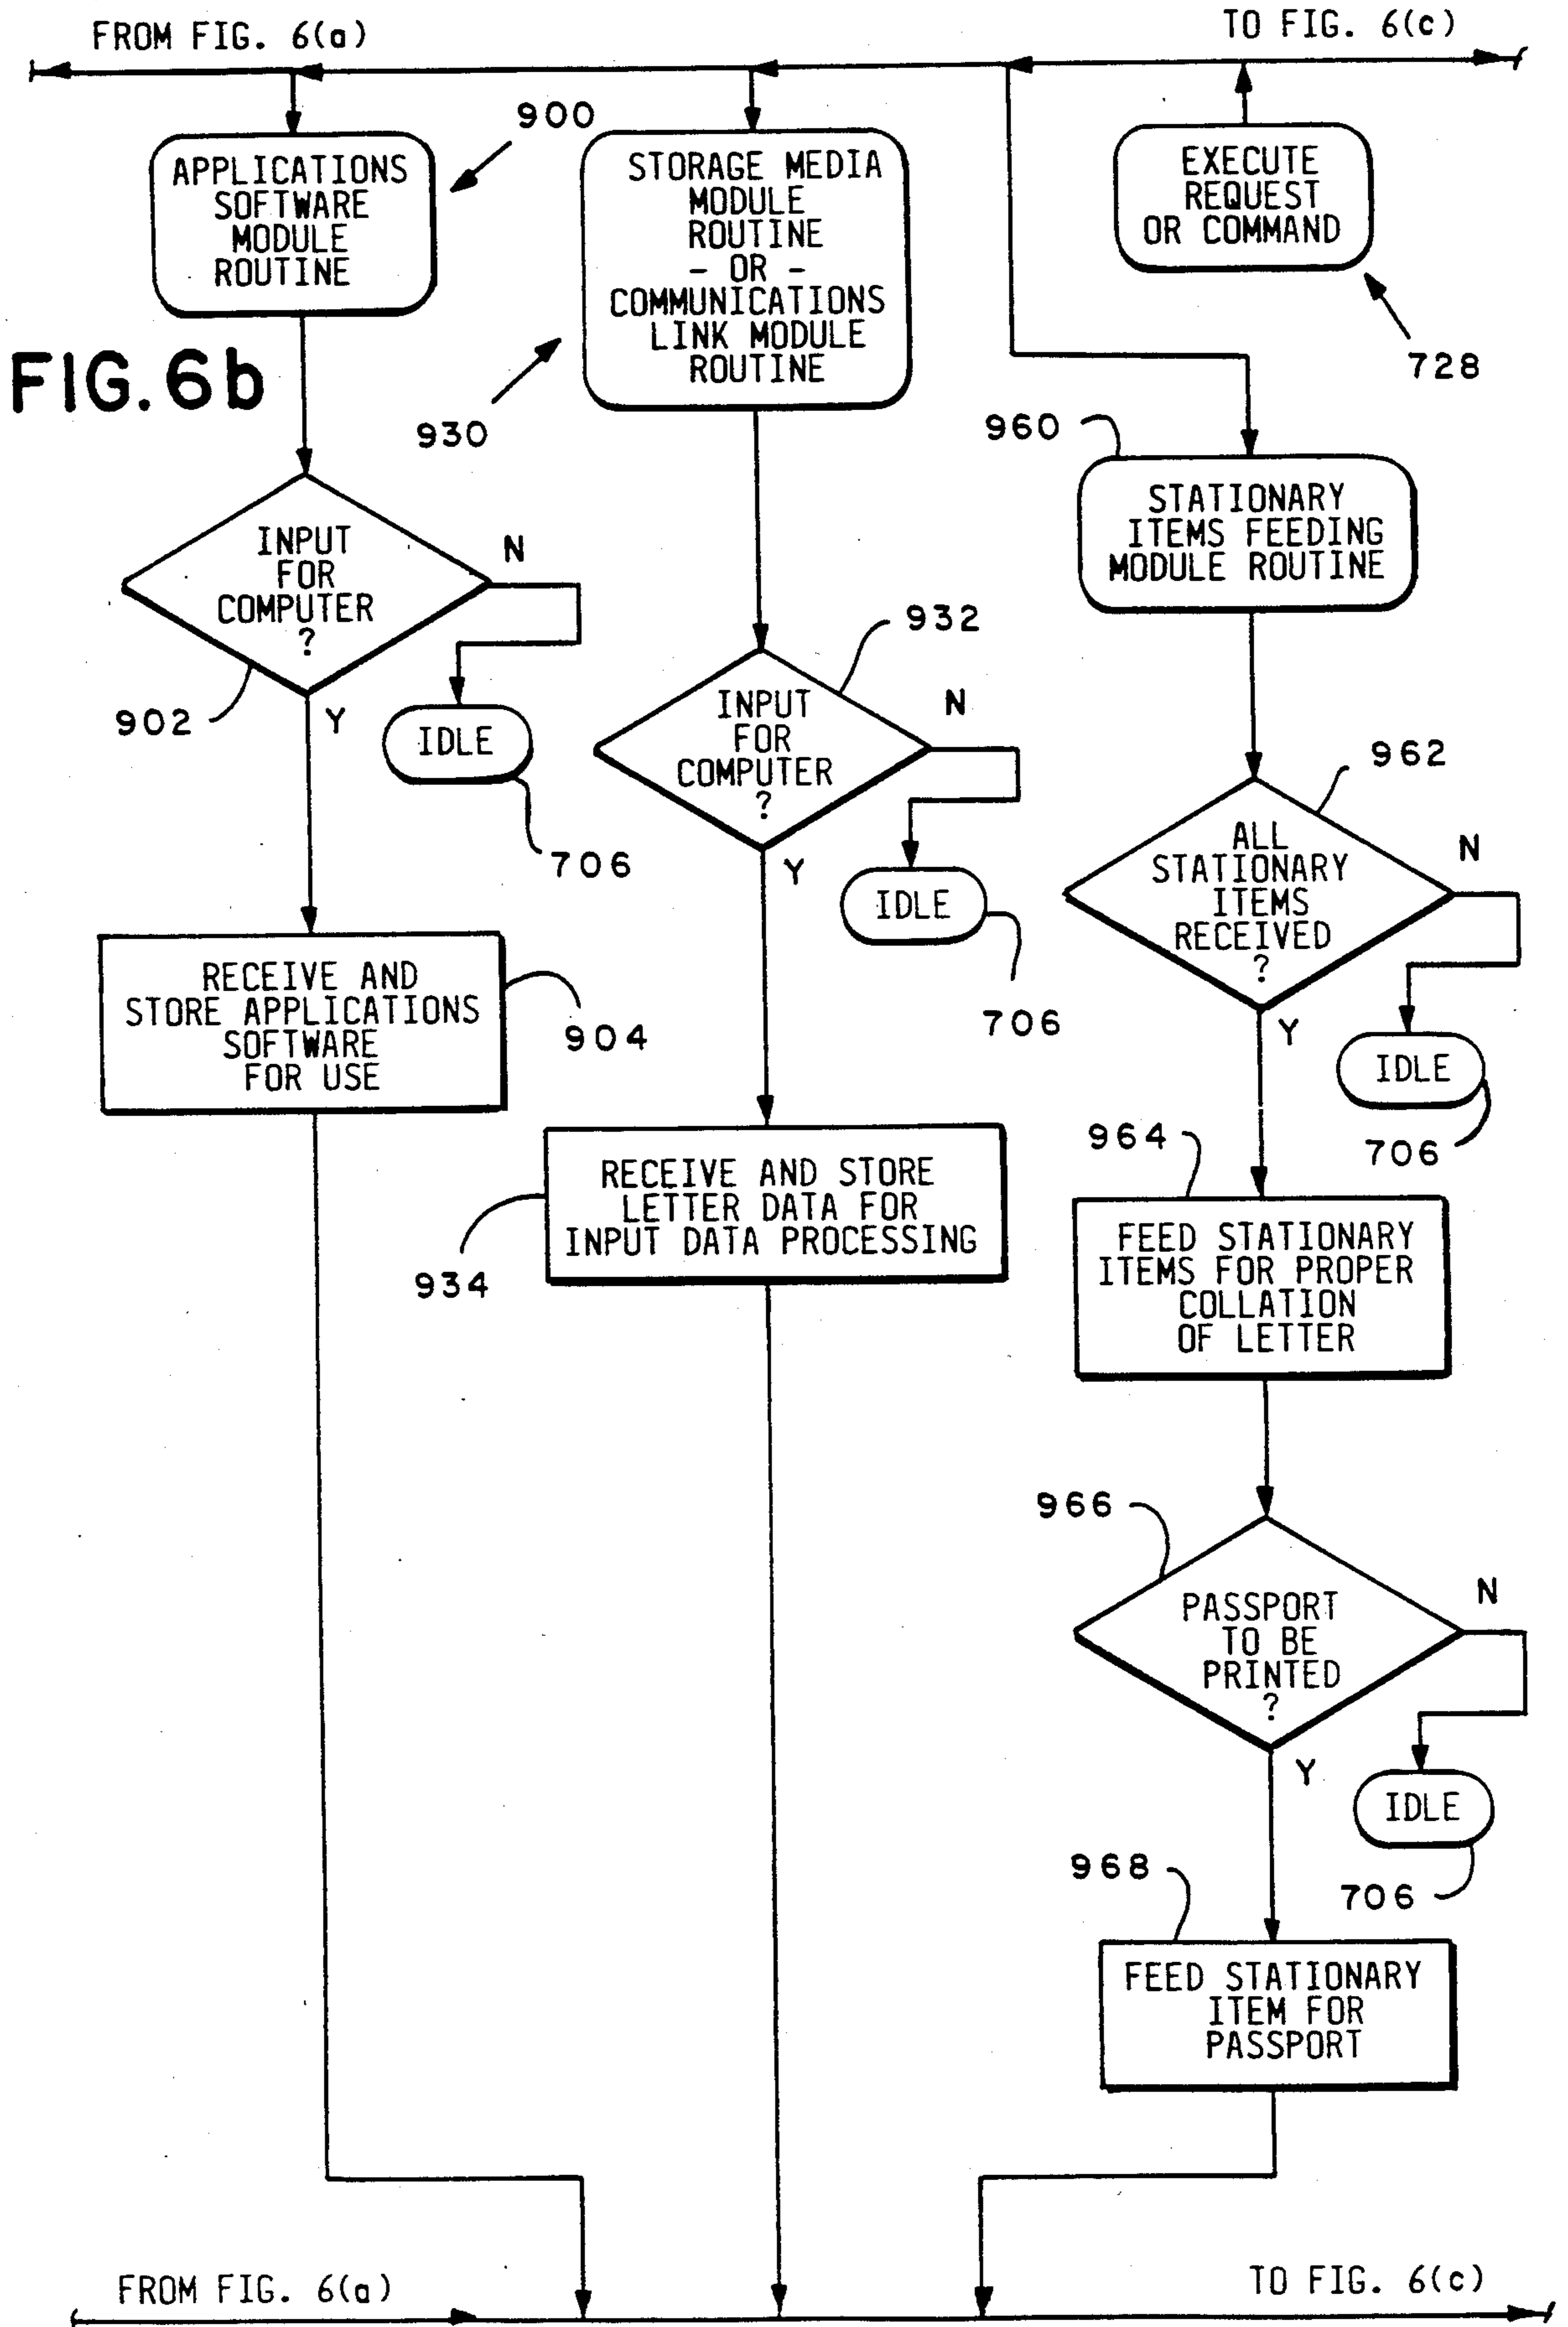 FROM FIG. 6(a)
TO FIG. 6(c)
900
APPLICATIONS
SOFTWARE
MODULE
ROUTINE
STORAGE MEDIA
MODULE
ROUTINE
- OR -
COMMUNICATIONS
LINK MODULE
ROUTINE
EXECUTE
REQUEST
OR COMMAND
728
FIG. 6b
930
960
STATIONARY
ITEMS FEEDING
MODULE ROUTINE
INPUT
FOR
COMPUTER
?
N
902
Y
IDLE
706
932
INPUT
FOR
COMPUTER
?
N
Y
IDLE
706
962
ALL
STATIONARY
ITEMS
RECEIVED
?
N
Y
IDLE
706
RECEIVE AND
STORE APPLICATIONS
SOFTWARE
FOR USE
904
RECEIVE AND STORE
LETTER DATA FOR
INPUT DATA PROCESSING
934
964
FEED STATIONARY
ITEMS FOR PROPER
COLLATION
OF LETTER
966
PASSPORT
TO BE
PRINTED
?
N
Y
IDLE
706
968
FEED STATIONARY
ITEM FOR
PASSPORT
FROM FIG. 6(a)
TO FIG. 6(c)